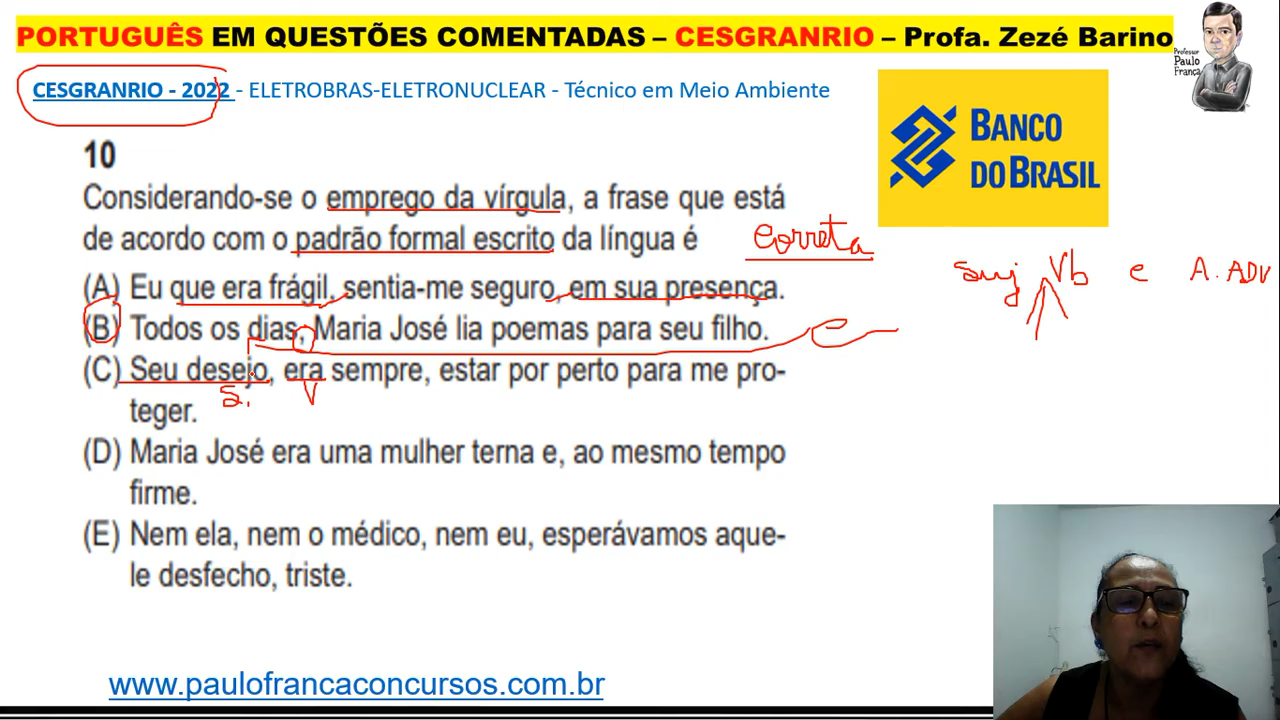 PORTUGUÊS EM QUESTÕES COMENTADAS – CESGRANRIO – Profa. Zezé Barino
Professor
Paulo
França
CESGRANRIO - 2022 - ELETROBRAS-ELETRONUCLEAR - Técnico em Meio Ambiente
BANCO
DO BRASIL
10
Considerando-se o emprego da vírgula, a frase que está
de acordo com o padrão formal escrito da língua é
correta
suj Vb e A. ADV
(A) Eu que era frágil, sentia-me seguro, em sua presença.
(B) Todos os dias, Maria José lia poemas para seu filho.
(C) Seu desejo, era sempre, estar por perto para me pro-
S. V
teger.
(D) Maria José era uma mulher terna e, ao mesmo tempo
firme.
(E) Nem ela, nem o médico, nem eu, esperávamos aque-
le desfecho, triste.
www.paulofrancaconcursos.com.br